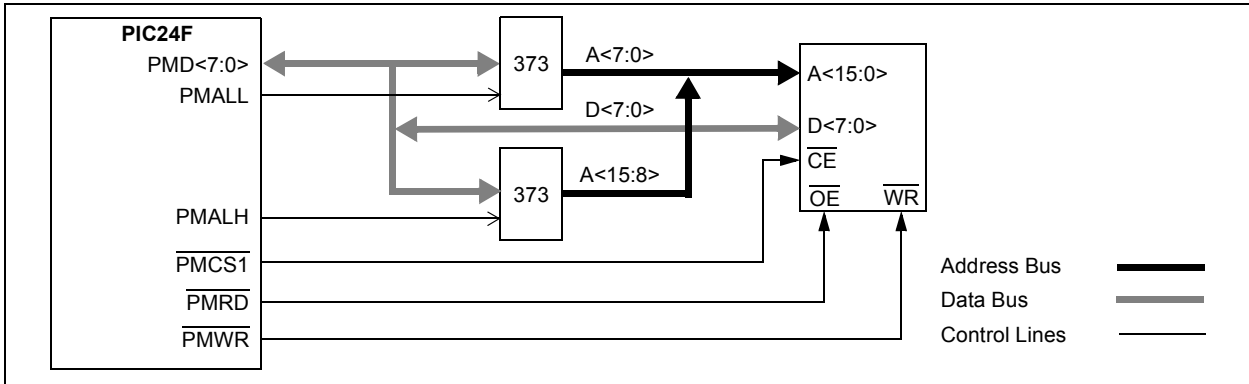 PIC24F
PMD<7:0>
PMALL
PMALH
PMCS1
PMRD
PMWR
373
373
A<7:0>
D<7:0>
A<15:8>
A<15:0>
D<7:0>
CE
OE WR
Address Bus
Data Bus
Control Lines